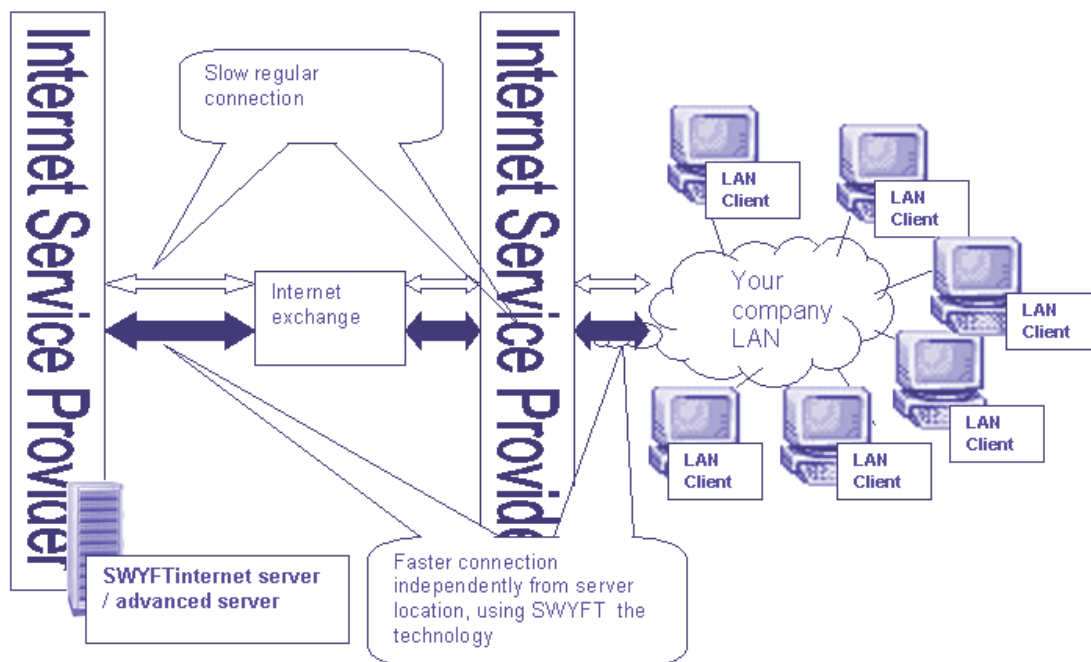 Internet Service Provider
Slow regular
connection
Internet
exchange
Internet Service Provide
LAN
Client
LAN
Client
Your
company
LAN
LAN
Client
LAN
Client
LAN
Client
LAN
Client
SWYFTinternet server
/ advanced server
Faster connection
independently from server
location, using SWYFT the
technology